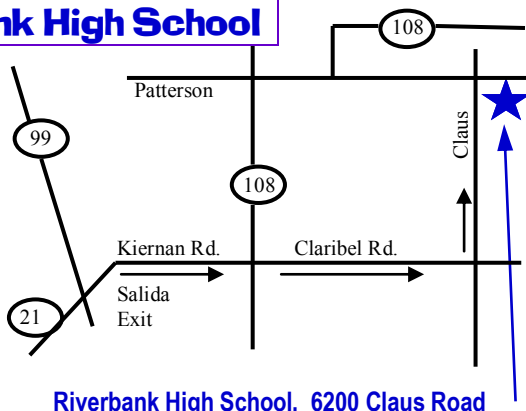 nk High School
108
Patterson
99
Claus
108
Kiernan Rd.
Claribel Rd.
Salida
Exit
21
Riverbank High School, 6200 Claus Road